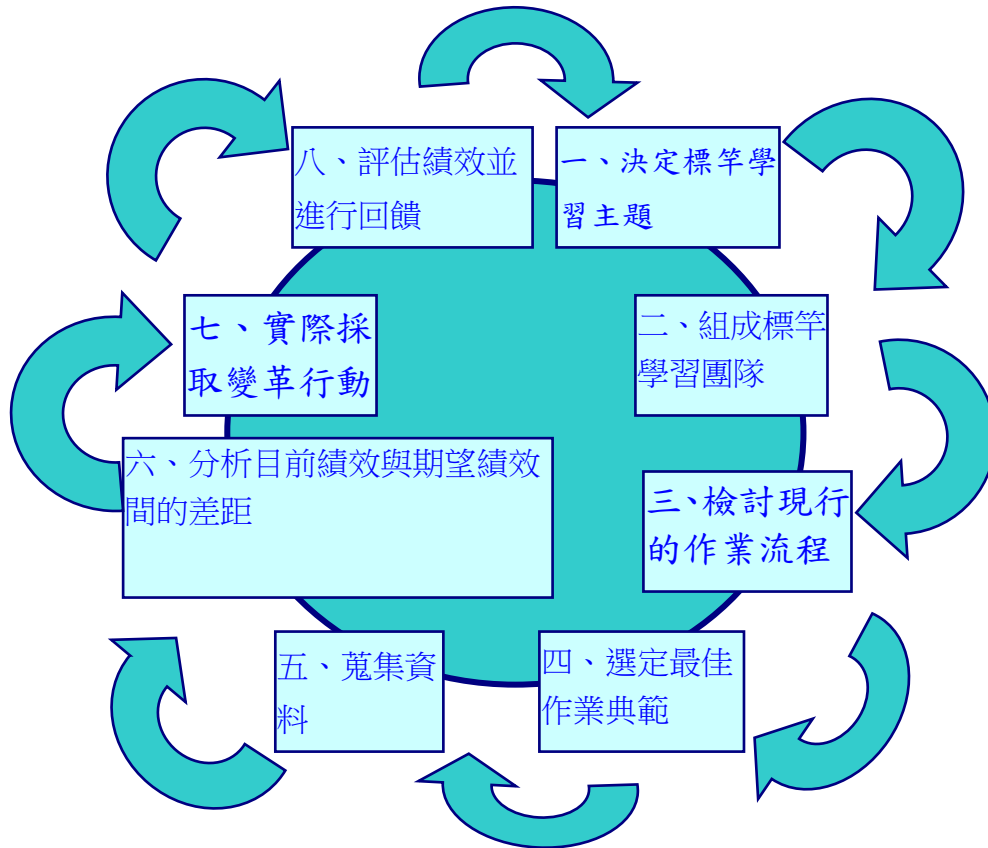 一、決定標竿學
習主題
二、組成標竿
學習團隊
三、檢討現行
的作業流程
四、選定最佳
作業典範
五、蒐集資
料
六、分析目前績效與期望績效
間的差距
七、實際採
取變革行動
八、評估績效並
進行回饋